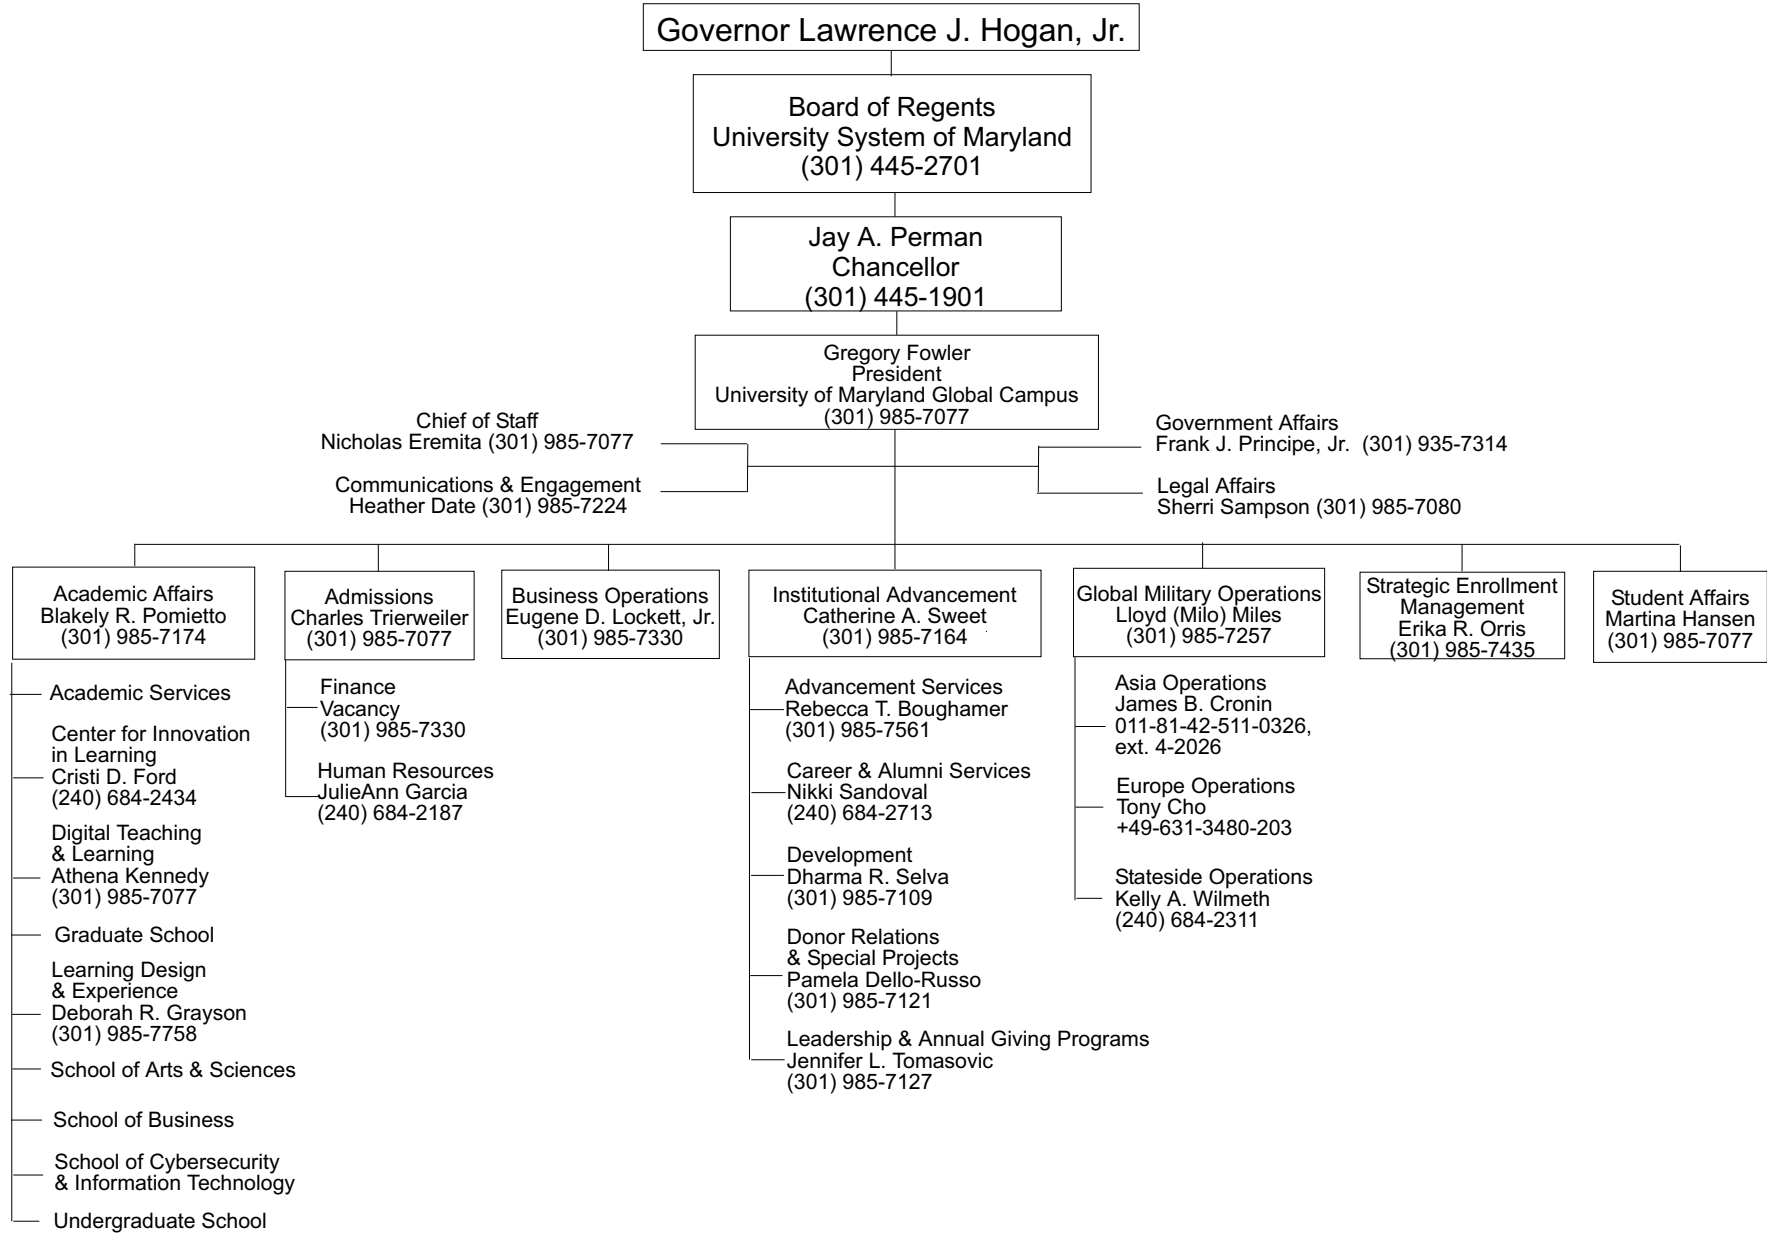 Governor Lawrence J. Hogan, Jr.
Board of Regents
University System of Maryland
(301) 445-2701
Jay A. Perman
Chancellor
(301) 445-1901
Gregory Fowler
President
University of Maryland Global Campus
(301) 985-7077
Chief of Staff
Nicholas Eremita (301) 985-7077
Communications & Engagement
Heather Date (301) 985-7224
Government Affairs
Frank J. Principe, Jr. (301) 935-7314
Legal Affairs
Sherri Sampson (301) 985-7080
Academic Affairs
Blakely R. Pomietto
(301) 985-7174
Academic Services
Center for Innovation
in Learning
Cristi D. Ford
(240) 684-2434
Digital Teaching
& Learning
Athena Kennedy
(301) 985-7077
Graduate School
Learning Design
& Experience
Deborah R. Grayson
(301) 985-7758
School of Arts & Sciences
School of Business
School of Cybersecurity
& Information Technology
Undergraduate School
Admissions
Charles Trierweiler
(301) 985-7077
Finance
Vacancy
(301) 985-7330
Human Resources
JulieAnn Garcia
(240) 684-2187
Business Operations
Eugene D. Lockett, Jr.
(301) 985-7330
Institutional Advancement
Catherine A. Sweet
(301) 985-7164
Advancement Services
Rebecca T. Boughamer
(301) 985-7561
Career & Alumni Services
Nikki Sandoval
(240) 684-2713
Development
Dharma R. Selva
(301) 985-7109
Donor Relations
& Special Projects
Pamela Dello-Russo
(301) 985-7121
Leadership & Annual Giving Programs
Jennifer L. Tomasovic
(301) 985-7127
Global Military Operations
Lloyd (Milo) Miles
(301) 985-7257
Asia Operations
James B. Cronin
011-81-42-511-0326,
ext. 4-2026
Europe Operations
Tony Cho
+49-631-3480-203
Stateside Operations
Kelly A. Wilmeth
(240) 684-2311
Strategic Enrollment
Management
Erika R. Orris
(301) 985-7435
Student Affairs
Martina Hansen
(301) 985-7077